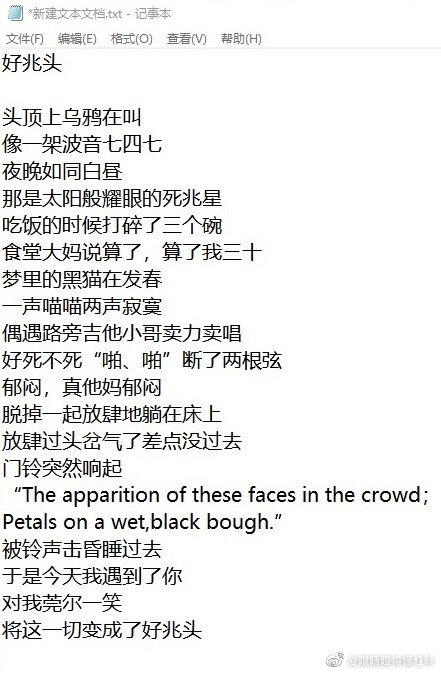 *新建文本文档.txt - 记事本
文件(F) 编辑(E) 格式(O) 查看(V) 帮助(H)
好兆头
头顶上乌鸦在叫
像一架波音七四七
夜晚如同白昼
那是太阳般耀眼的死兆星
吃饭的时候打碎了三个碗
食堂大妈说算了，算了我三十
梦里的黑猫在发春
一声喵喵两声寂寞
偶遇路旁吉他小哥卖力卖唱
好死不死“啪、啪”断了两根弦
郁闷，真他妈郁闷
脱掉一起放肆地躺在床上
放肆过头岔气了差点没过去
门铃突然响起
“The apparition of these faces in the crowd；
Petals on a wet,black bough.”
被铃声击昏睡过去
于是今天我遇到了你
对我莞尔一笑
将这一切变成了好兆头